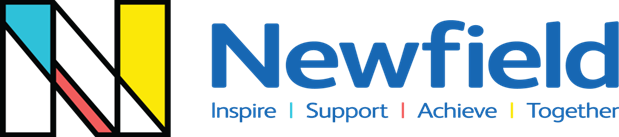 Newfield
Inspire | Support | Achieve | Together